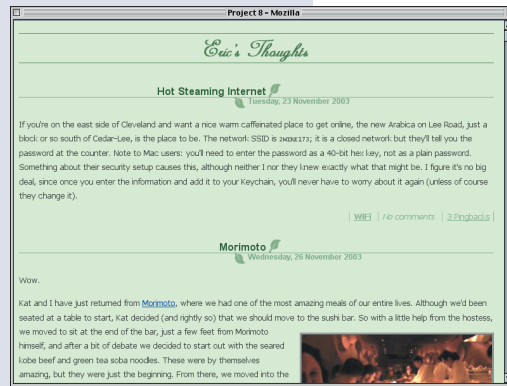 Project 8 - Mozilla
Eric's Thoughts
Hot Steaming Internet
Tuesday, 23 November 2003
If you're on the east side of Cleveland and want a nice warm caffeinated place to get online, the new Arabica on Lee Road, just a
block or so south of Cedar-Lee, is the place to be. The network SSID is            ; it is a closed network but they'll tell you the
password at the counter. Note to Mac users: you'll need to enter the password as a 40-bit hex key, not as a plain password.
Something about their security setup causes this, although neither I nor they knew exactly what that might be. I figure it's no big
deal, since once you enter the information and add it to your Keychain, you'll never have to worry about it again (unless of course
they change it).
WiFi | No comments | 3 Pingbacks
Morimoto
Wednesday, 26 November 2003
Wow.
Kat and I have just returned from Morimoto, where we had one of the most amazing meals of our entire lives. Although we'd been
seated at a table to start, Kat decided (and rightly so) that we should move to the sushi bar. So with a little help from the hostess,
we moved to sit at the end of the bar, just a few feet from Morimoto
himself, and after a bit of debate we decided to start out with the seared
kobe beef and green tea soba noodles. These were by themselves
amazing, but they were just the beginning. From there, we moved into the